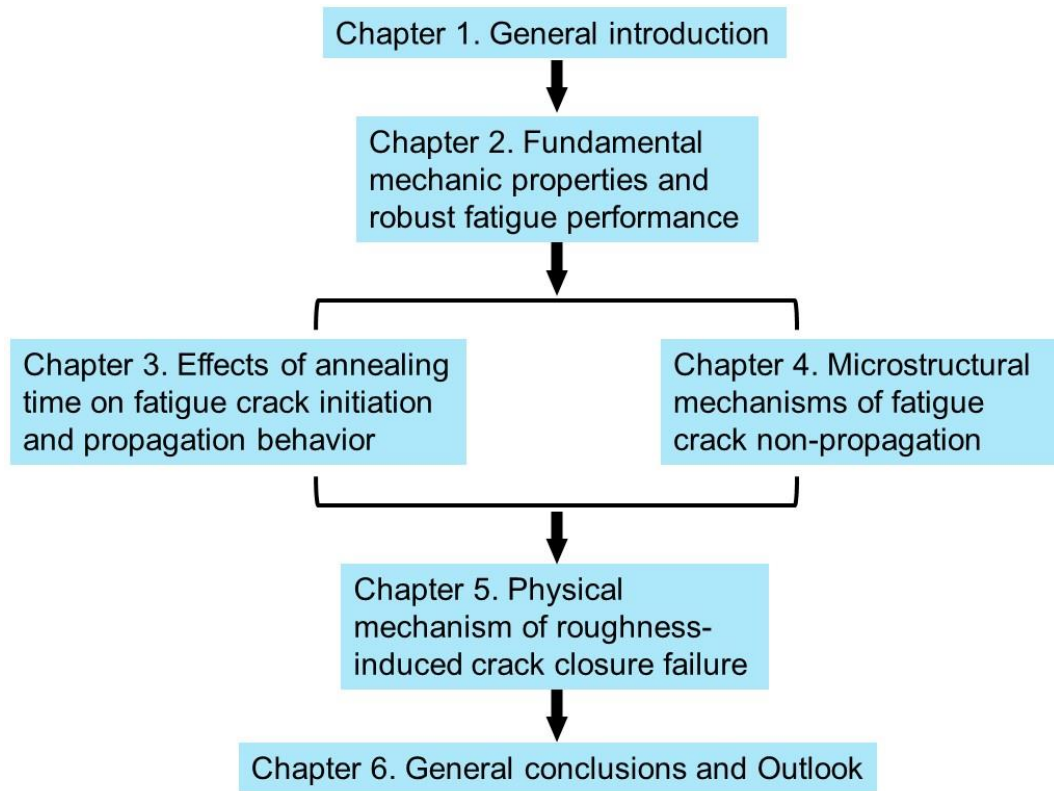 Chapter 1. General introduction
Chapter 2. Fundamental
mechanic properties and
robust fatigue performance
Chapter 3. Effects of annealing
time on fatigue crack initiation
and propagation behavior
Chapter 4. Microstructural
mechanisms of fatigue
crack non-propagation
Chapter 5. Physical
mechanism of roughness-
induced crack closure failure
Chapter 6. General conclusions and Outlook